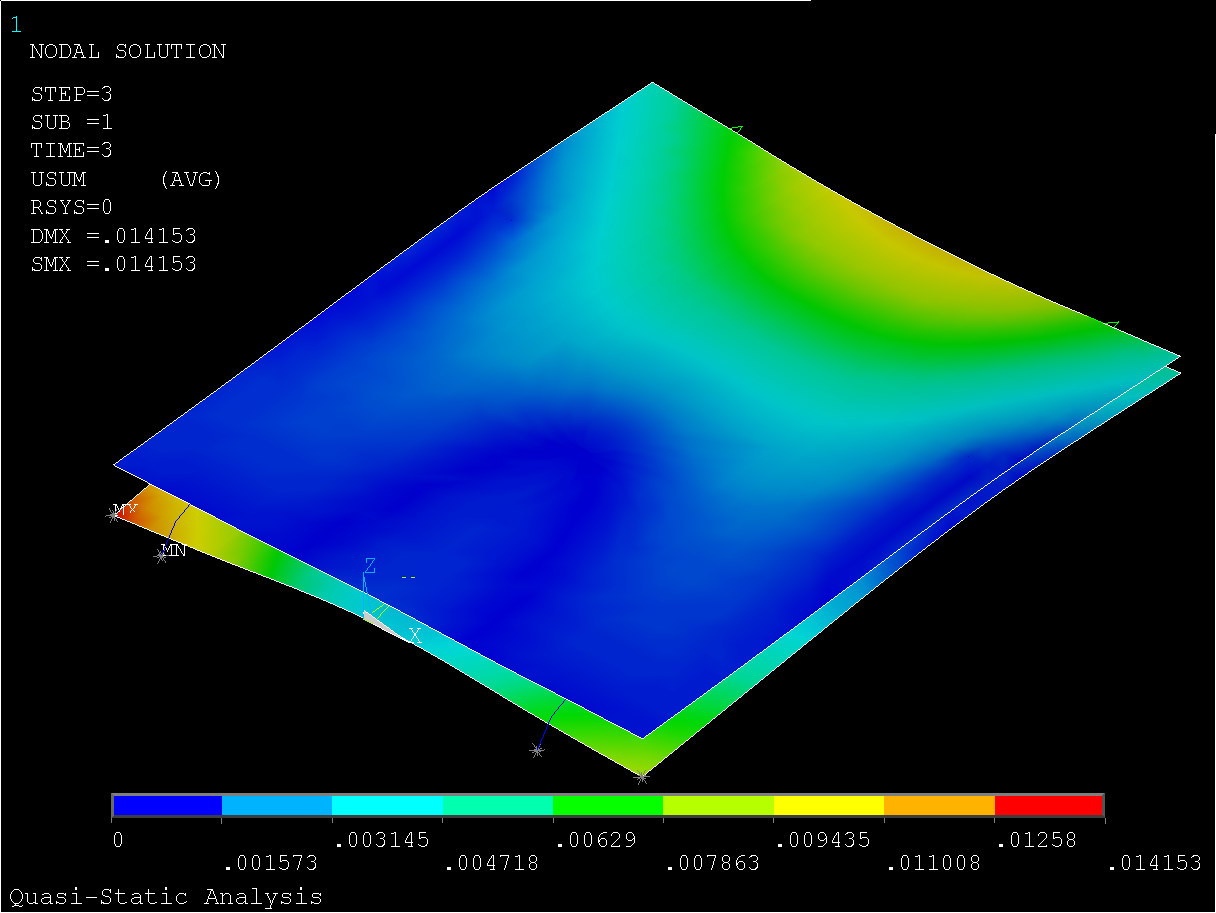 1
NODAL SOLUTION
STEP=3
SUB =1
TIME=3
USUM (AVG)
RSYS=0
DMX =.014153
SMX =.014153
MX
MN
Z
X
0 .003145 .00629 .009435 .01258
.001573 .004718 .007863 .011008 .014153
Quasi-Static Analysis